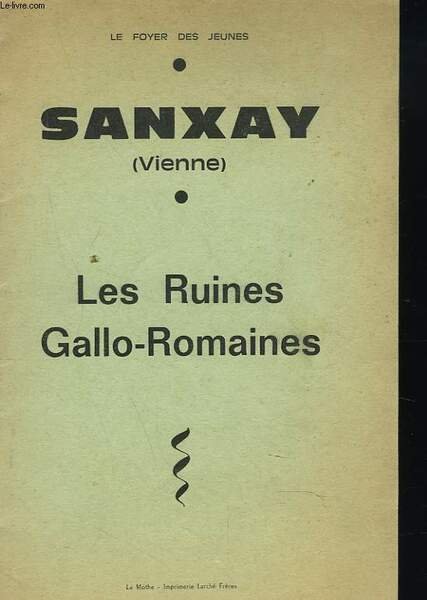 Le-livre.com
LE FOYER DES JEUNES
SANXAY
(Vienne)
Les Ruines
Gallo-Romaines
La Mothe - Imprimerie Larché Frères